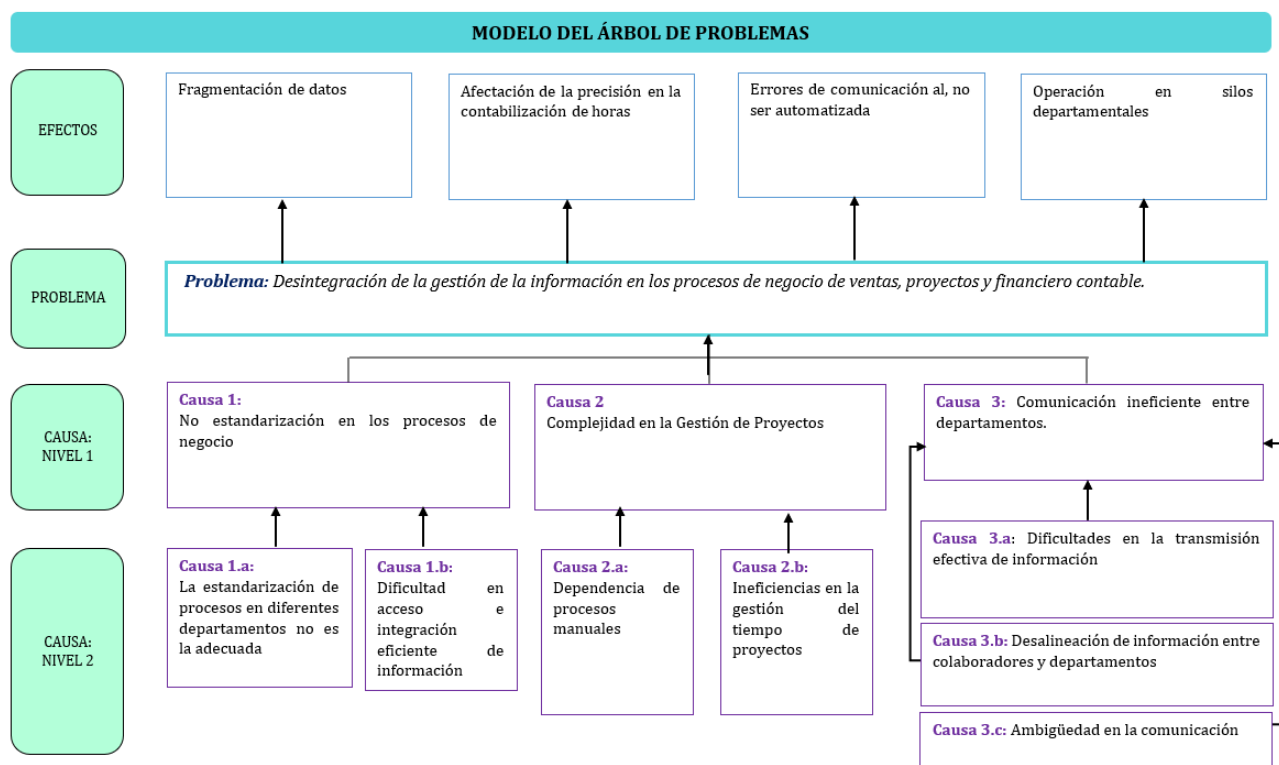 MODELO DEL ÁRBOL DE PROBLEMAS
EFECTOS
Fragmentación de datos
Afectación de la precisión en la
contabilización de horas
Errores de comunicación al, no
ser automatizada
Operación en silos
departamentales
PROBLEMA
Problema: Desintegración de la gestión de la información en los procesos de negocio de ventas, proyectos y financiero contable.
CAUSA:
NIVEL 1
Causa 1:
No estandarización en los procesos de
negocio
Causa 2
Complejidad en la Gestión de Proyectos
Causa 3: Comunicación ineficiente entre
departamentos.
CAUSA:
NIVEL 2
Causa 1.a:
La estandarización de
procesos en diferentes
departamentos no es
la adecuada
Causa 1.b:
Dificultad en
acceso e
integración
eficiente de
información
Causa 2.a:
Dependencia de
procesos
manuales
Causa 2.b:
Ineficiencias en la
gestión del
tiempo de
proyectos
Causa 3.a: Dificultades en la transmisión
efectiva de información
Causa 3.b: Desalineación de información entre
colaboradores y departamentos
Causa 3.c: Ambigüedad en la comunicación